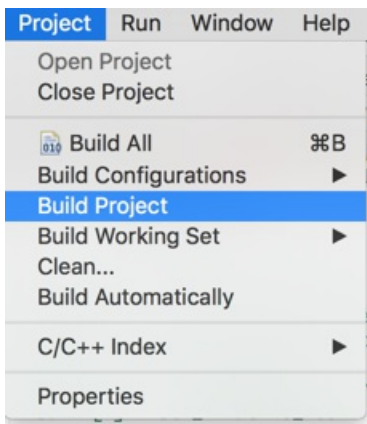 Project Run Window Help
Open Project
Close Project
010 Build All ⌘B
Build Configurations ▶
Build Project
Build Working Set ▶
Clean...
Build Automatically
C/C++ Index ▶
Properties